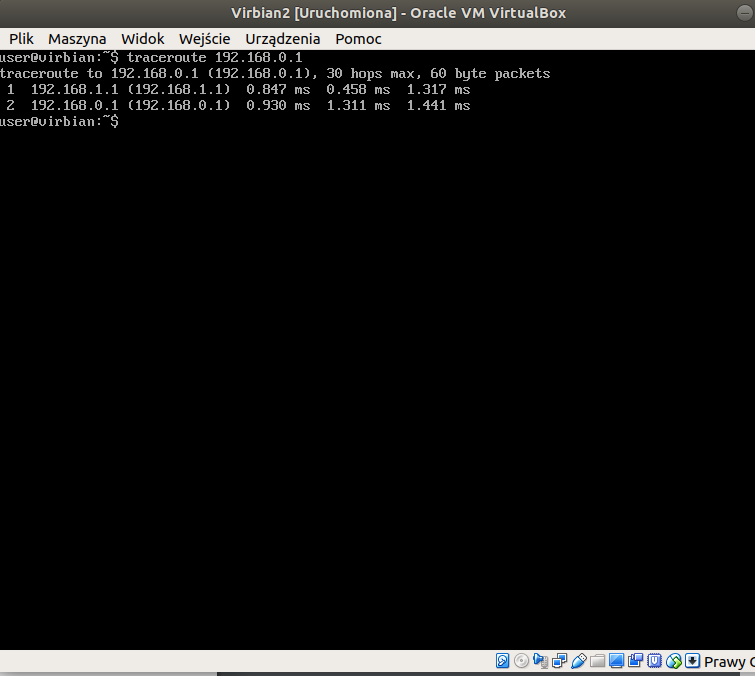 Virbian2 [Uruchomiona] - Oracle VM VirtualBox
Plik Maszyna Widok Wejście Urządzenia Pomoc
user@virbian:~$ traceroute 192.168.0.1
traceroute to 192.168.0.1 (192.168.0.1), 30 hops max, 60 byte packets
1 192.168.1.1 (192.168.1.1) 0.847 ms 0.458 ms 1.317 ms
2 192.168.0.1 (192.168.0.1) 0.930 ms 1.311 ms 1.441 ms
user@virbian:~$
Prawy C